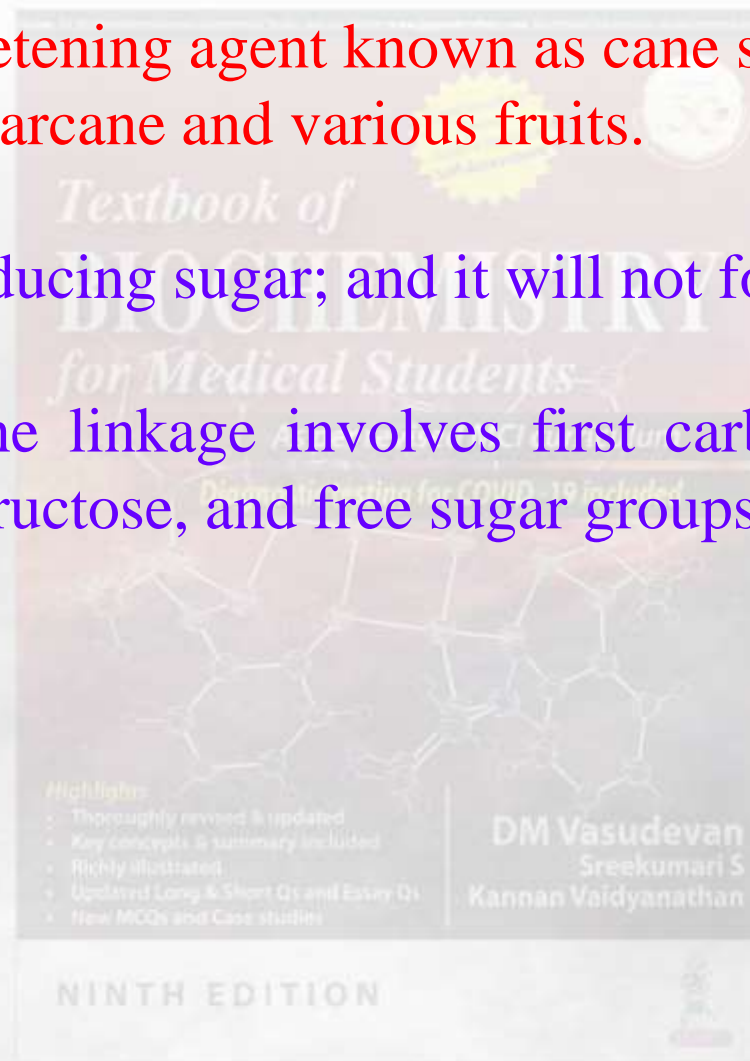 etening agent known as cane s
arcane and various fruits.
Textbook of
ducing sugar; and it will not fo
BIOCHEMISTRY
for Medical Students
ne linkage involves first carb
ructose, and free sugar groups
Highlights
• Thoroughly revised & updated
• Key concepts & summary included
• Richly illustrated
• Updated Long & Short Qs and Essay Qs
• New MCQs and Case studies
DM Vasudevan
Sreekumari S
Kannan Vaidyanathan
NINTH EDITION